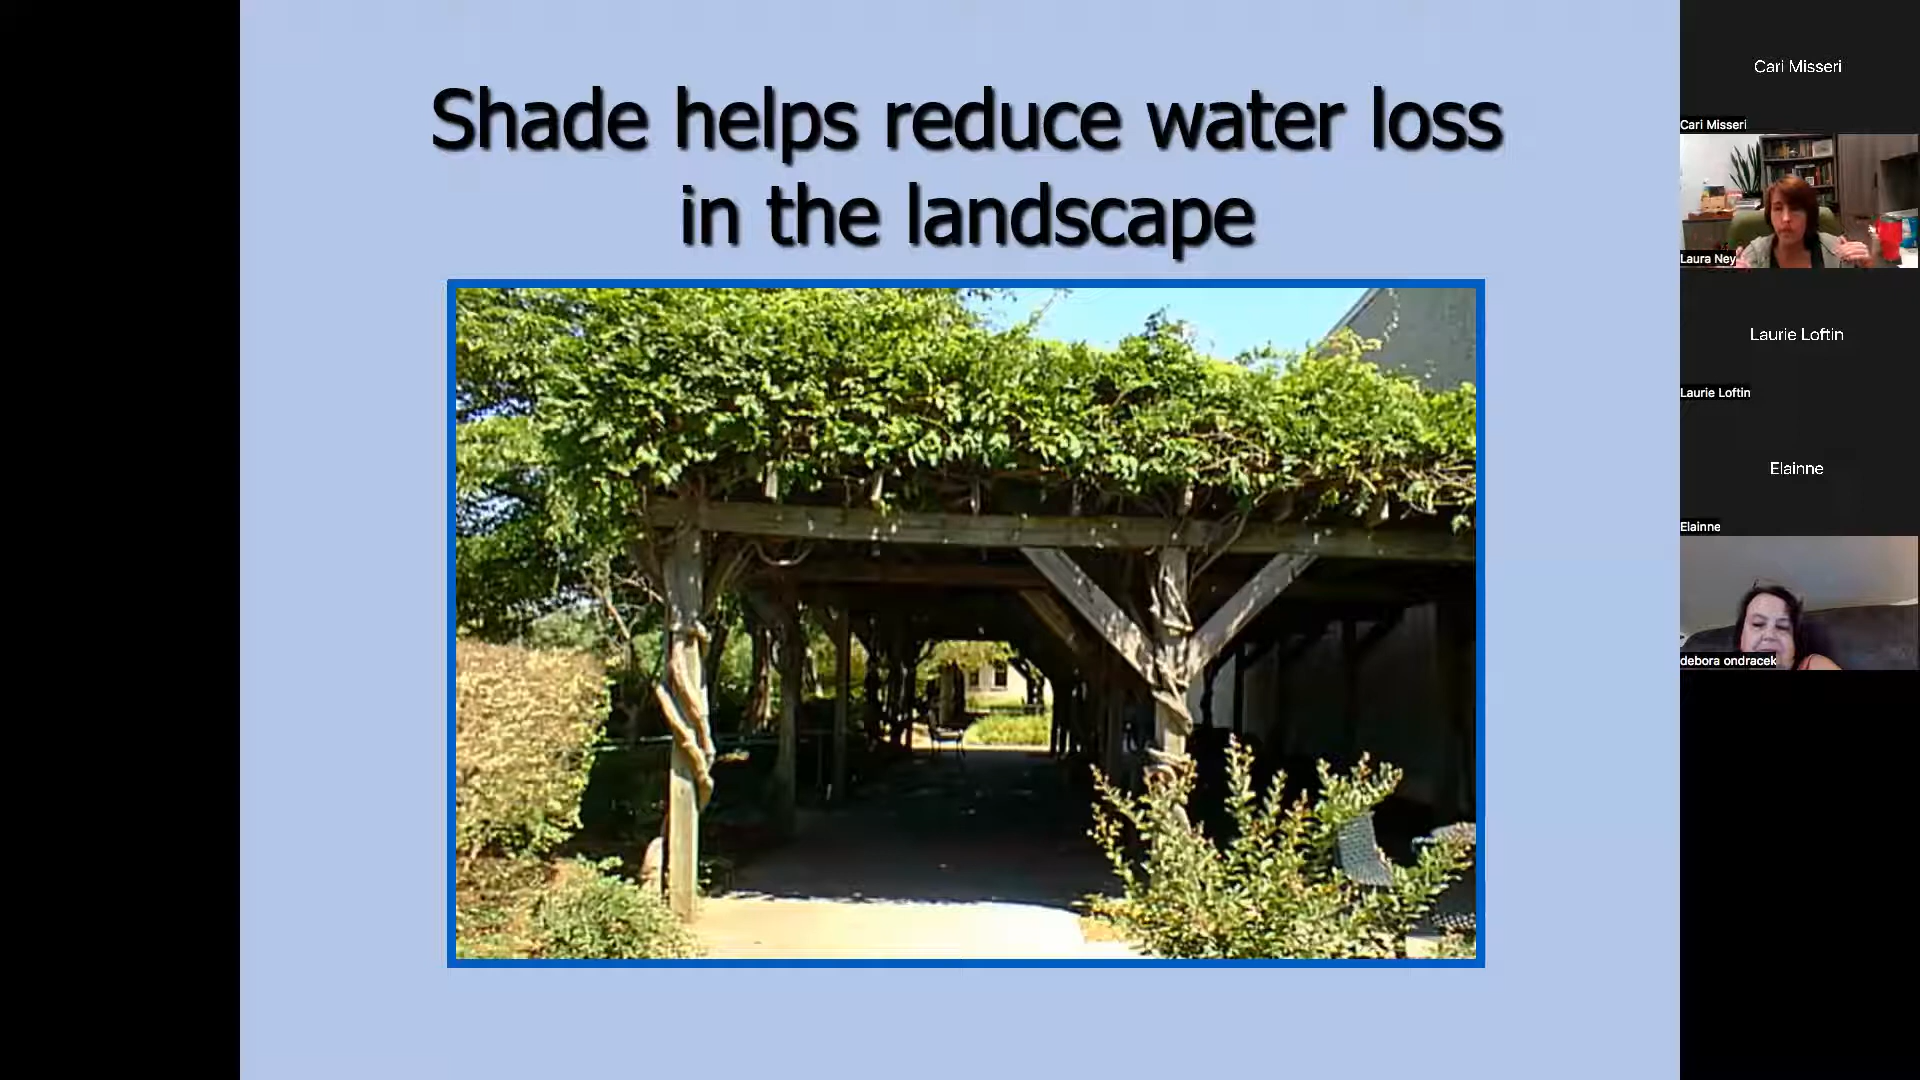 Shade helps reduce water loss
in the landscape
Cari Misseri
Cari Misseri
Laura Ney
Laurie Loftin
Laurie Loftin
Elainne
Elainne
debora ondracek